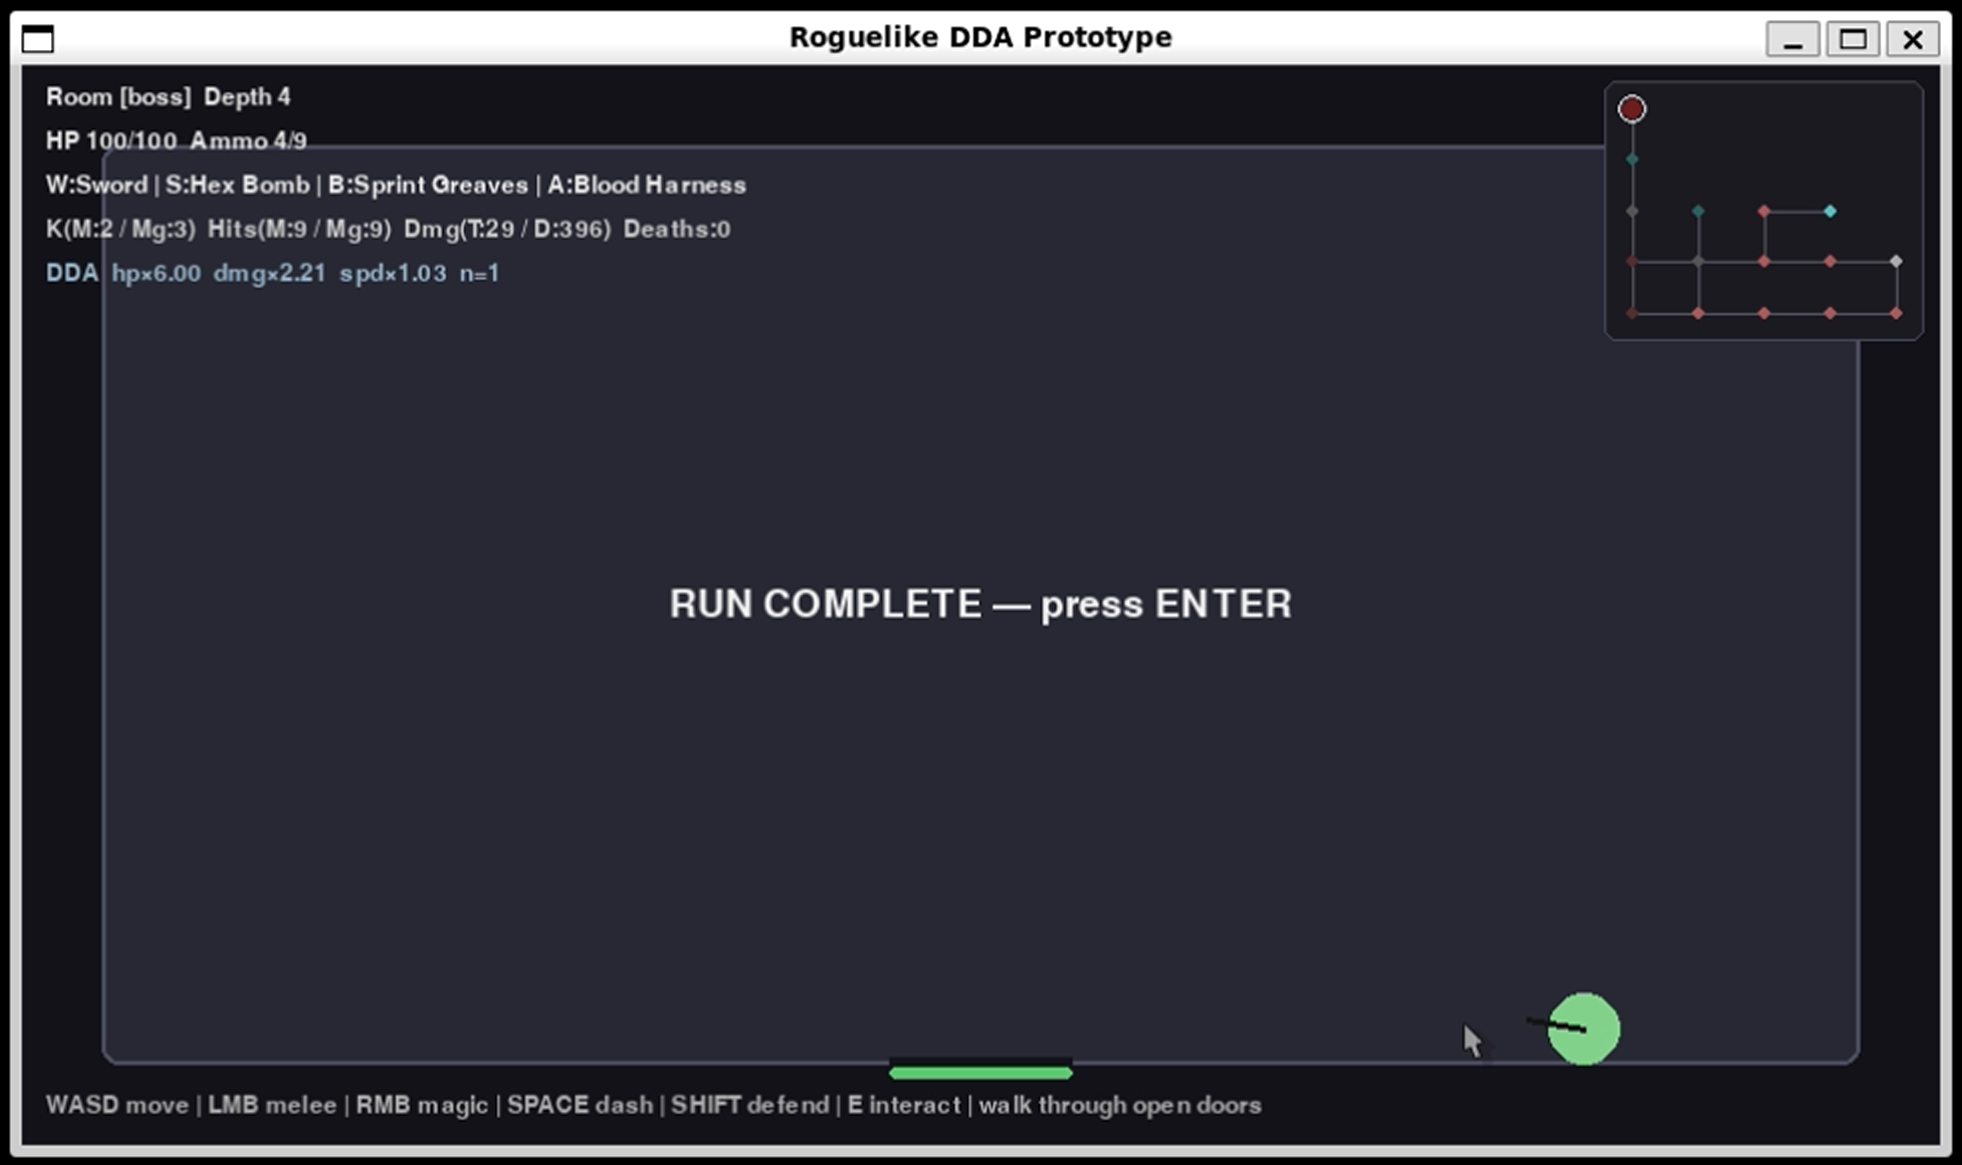 Roguelike DDA Prototype
Room [boss] Depth 4
HP 100/100 Ammo 4/9
W:Sword | S:Hex Bomb | B:Sprint Greaves | A:Blood Harness
K(M:2 / Mg:3) Hits(M:9 / Mg:9) Dmg(T:29 / D:396) Deaths:0
DDA hp×6.00 dmg×2.21 spd×1.03 n=1
RUN COMPLETE — press ENTER
WASD move | LMB melee | RMB magic | SPACE dash | SHIFT defend | E interact | walk through open doors